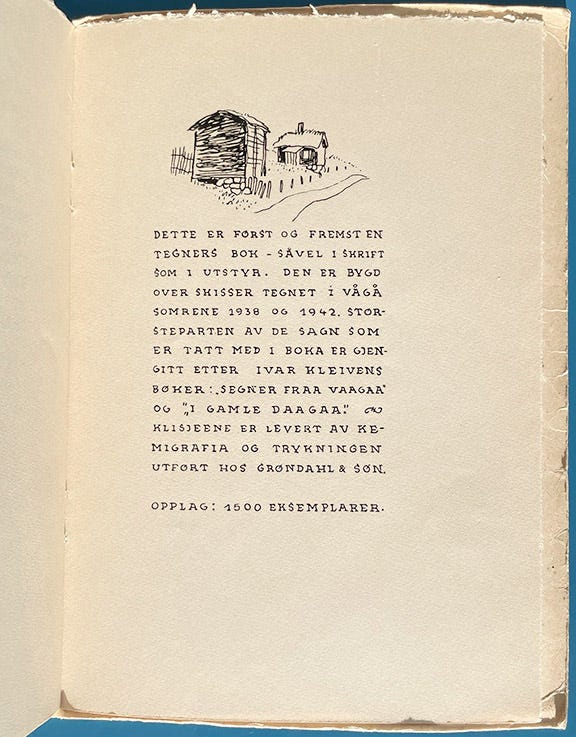 DETTE ER FØRST OG FREMST EN
TEGNERS BOK - SÅVEL I SKRIFT
SOM I UTSTYR. DEN ER BYGD
OVER SKISSER TEGNET I VÅGÅ
SOMRENE 1938 OG 1942. STØR-
STEPARTEN AV DE SAGN SOM
ER TATT MED I BOKA ER GJEN-
GITT ETTER IVAR KLEIVENS
BØKER: „SEGNER FRAA VAAGAA"
OG „I GAMLE DAAGAA".
KLISJEENE ER LEVERT AV KE-
MIGRAFIA OG TRYKNINGEN
UTFØRT HOS GRØNDAHL & SØN.
OPPLAG: 1500 EKSEMPLARER.